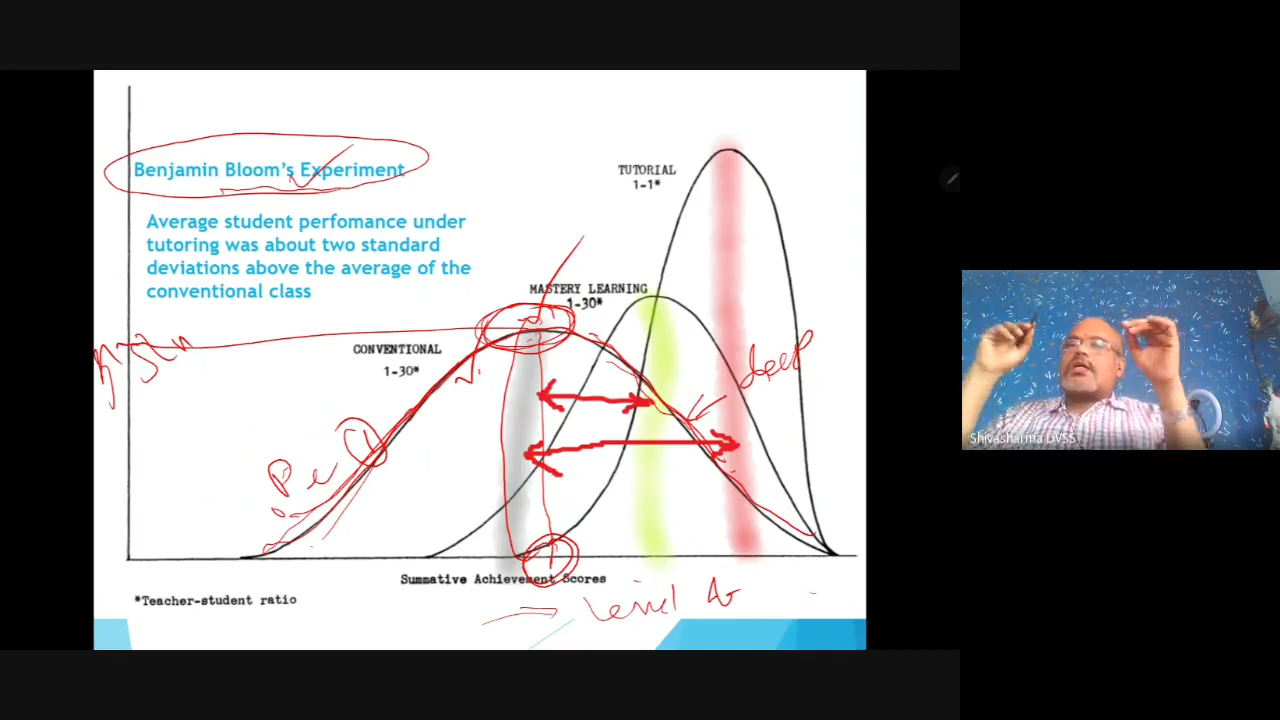 Benjamin Bloom's Experiment
Average student perfomance under
tutoring was about two standard
deviations above the average of the
conventional class
TUTORIAL
1-1*
MASTERY LEARNING
1-30*
CONVENTIONAL
1-30*
deep
Summative Achievement Scores
*Teacher-student ratio
Shivasharma DVSS